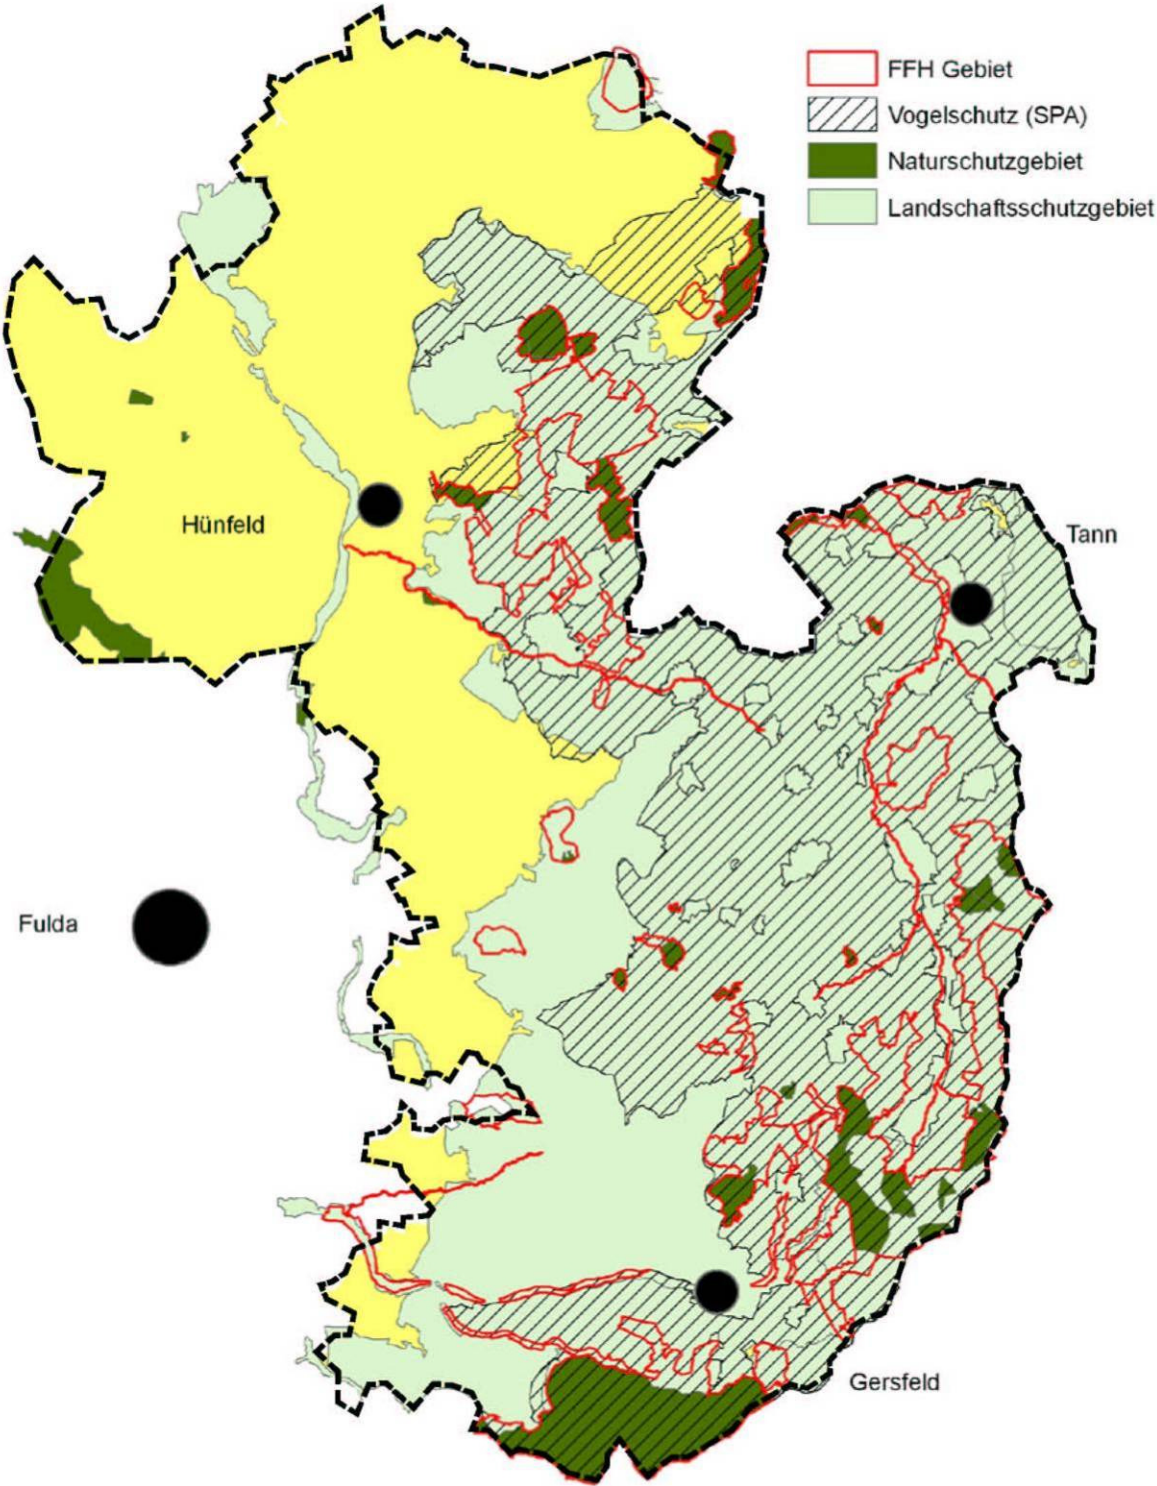 FFH Gebiet
Vogelschutz (SPA)
Naturschutzgebiet
Landschaftsschutzgebiet
Hünfeld
Tann
Fulda
Gersfeld